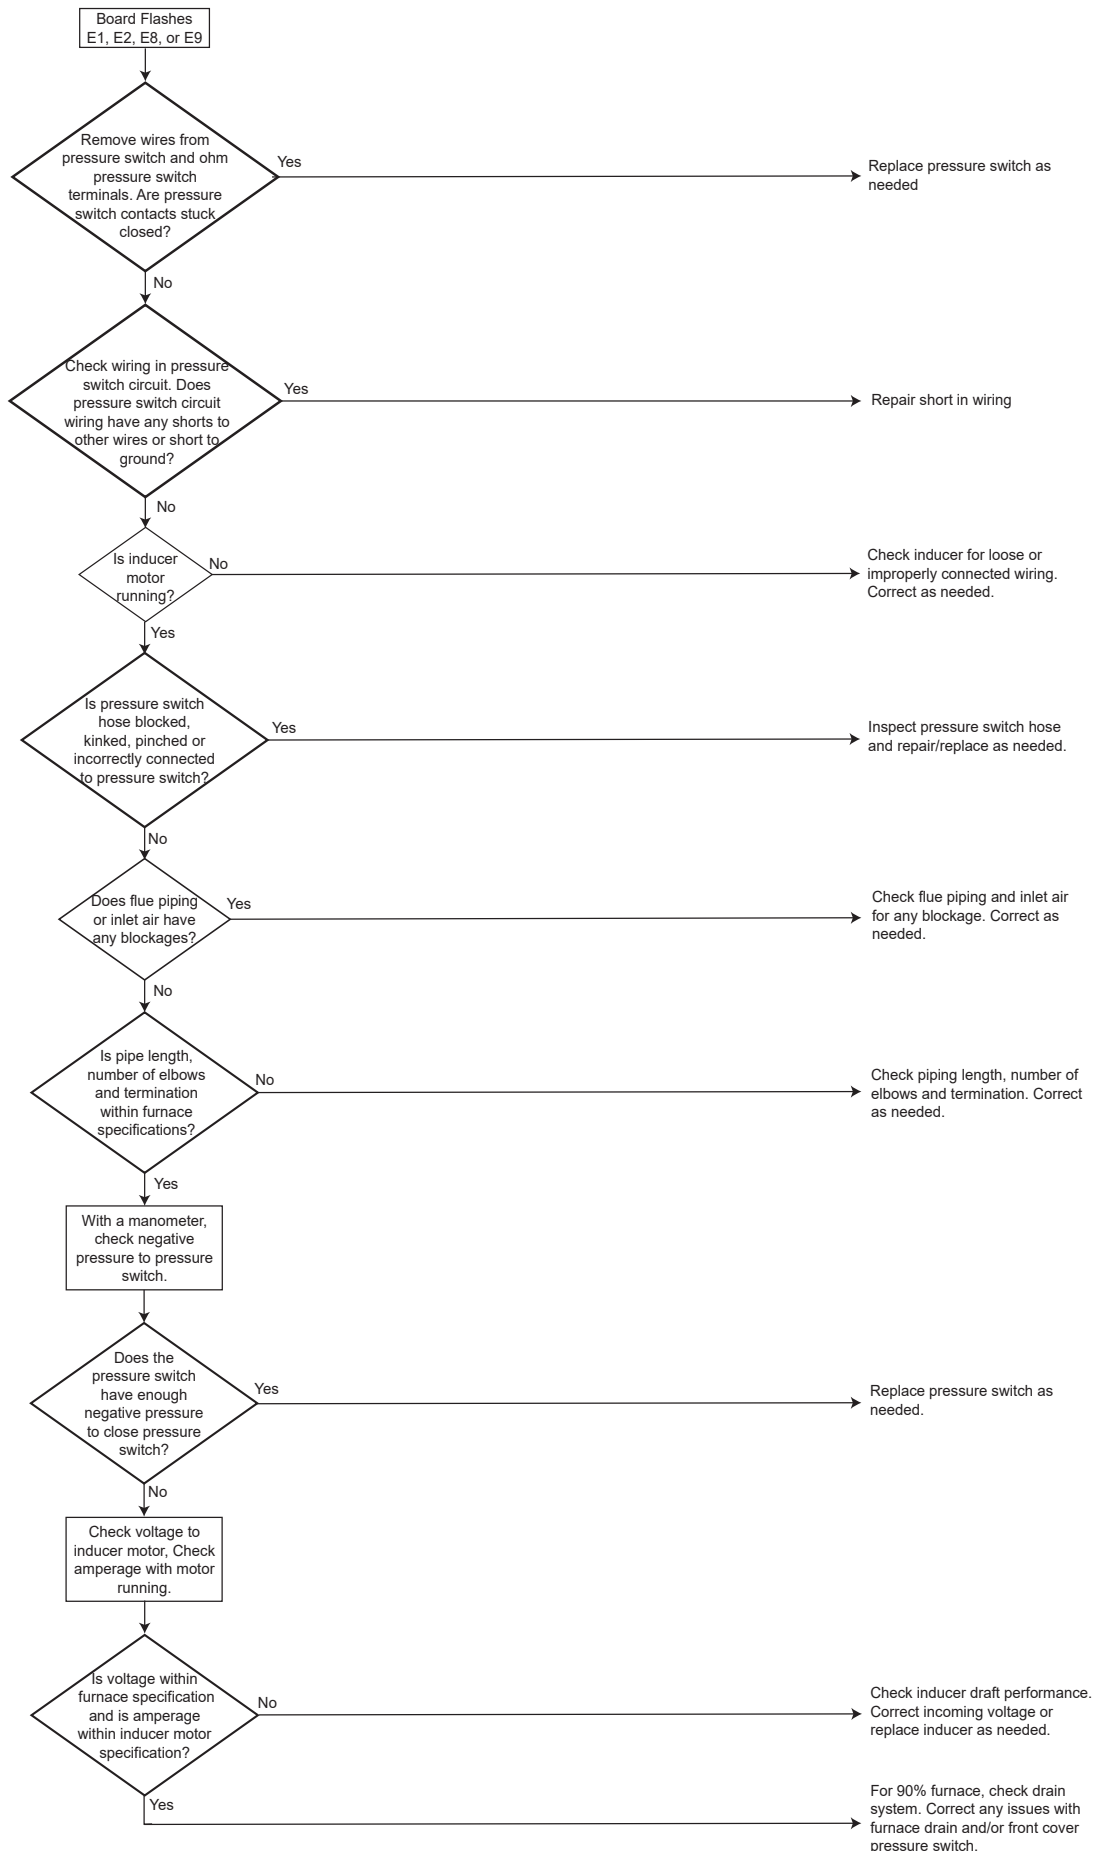 Board Flashes
E1, E2, E8, or E9
Remove wires from
pressure switch and ohm
pressure switch
terminals. Are pressure
switch contacts stuck
closed?
Yes
Replace pressure switch as
needed
No
Check wiring in pressure
switch circuit. Does
pressure switch circuit
wiring have any shorts to
other wires or short to
ground?
Yes
Repair short in wiring
No
Is inducer
motor
running?
No
Check inducer for loose or
improperly connected wiring.
Correct as needed.
Yes
Is pressure switch
hose blocked,
kinked, pinched or
incorrectly connected
to pressure switch?
Yes
Inspect pressure switch hose
and repair/replace as needed.
No
Does flue piping
or inlet air have
any blockages?
Yes
Check flue piping and inlet air
for any blockage. Correct as
needed.
No
Is pipe length,
number of elbows
and termination
within furnace
specifications?
No
Check piping length, number of
elbows and termination. Correct
as needed.
Yes
With a manometer,
check negative
pressure to pressure
switch.
Does the
pressure switch
have enough
negative pressure
to close pressure
switch?
Yes
Replace pressure switch as
needed.
No
Check voltage to
inducer motor, Check
amperage with motor
running.
Is voltage within
furnace specification
and is amperage
within inducer motor
specification?
No
Check inducer draft performance.
Correct incoming voltage or
replace inducer as needed.
Yes
For 90% furnace, check drain
system. Correct any issues with
furnace drain and/or front cover
pressure switch.